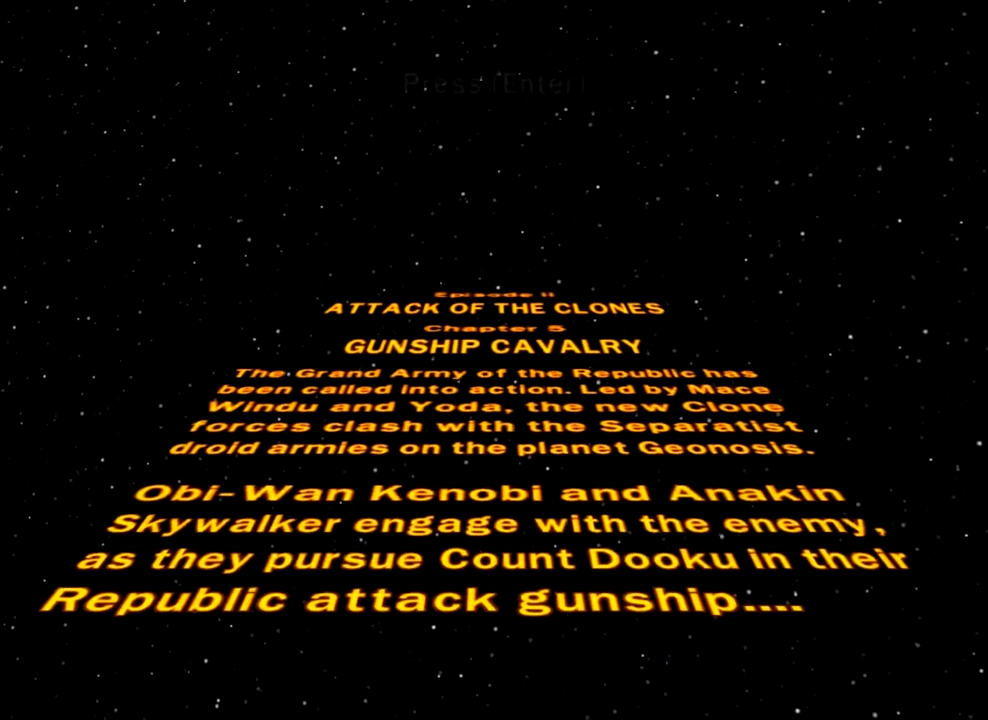 Press (Enter)
Episode II
ATTACK OF THE CLONES
Chapter 5
GUNSHIP CAVALRY
The Grand Army of the Republic has
been called into action. Led by Mace
Windu and Yoda, the new Clone
forces clash with the Separatist
droid armies on the planet Geonosis.
Obi-Wan Kenobi and Anakin
Skywalker engage with the enemy,
as they pursue Count Dooku in their
Republic attack gunship....